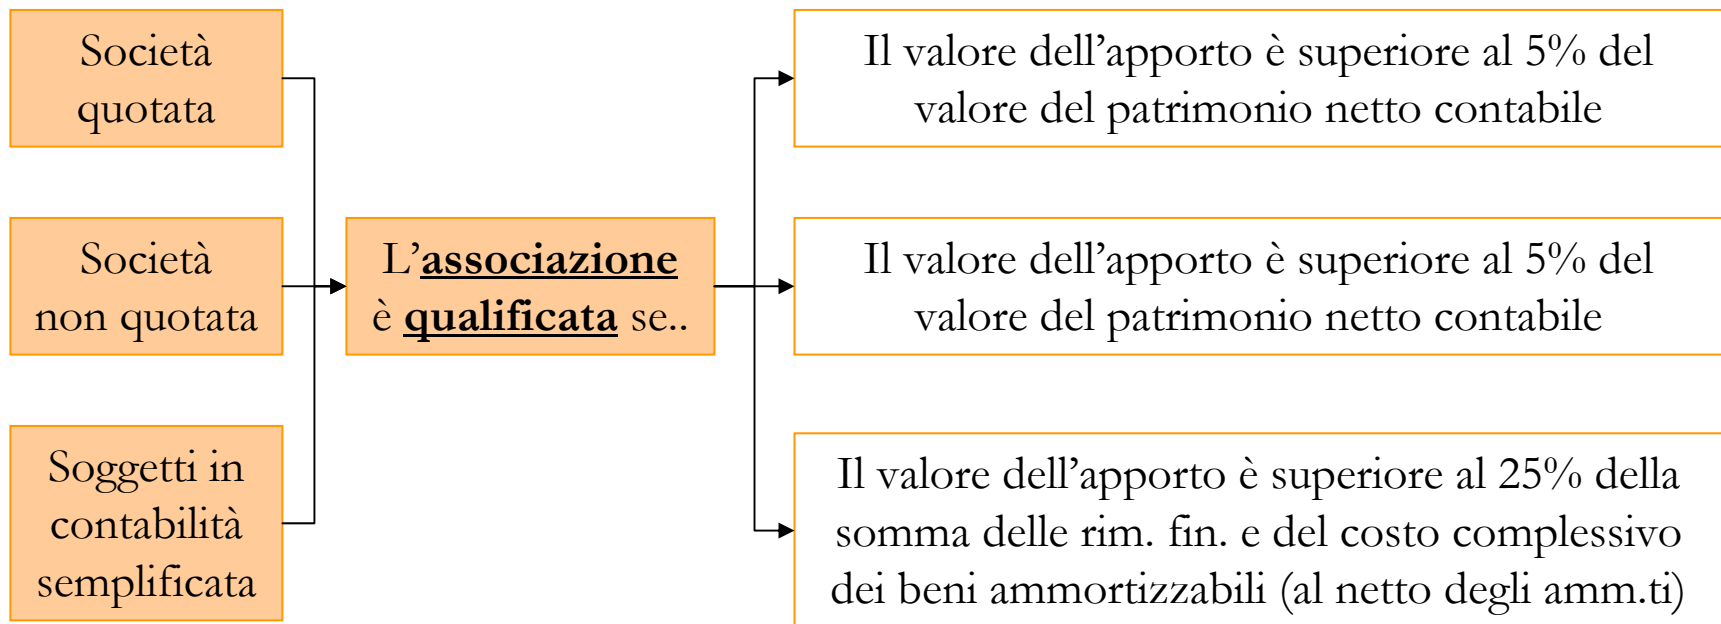 Società
quotata
Il valore dell’apporto è superiore al 5% del
valore del patrimonio netto contabile
Società
non quotata
L’associazione
è qualificata se..
Il valore dell’apporto è superiore al 5% del
valore del patrimonio netto contabile
Soggetti in
contabilità
semplificata
Il valore dell’apporto è superiore al 25% della
somma delle rim. fin. e del costo complessivo
dei beni ammortizzabili (al netto degli amm.ti)